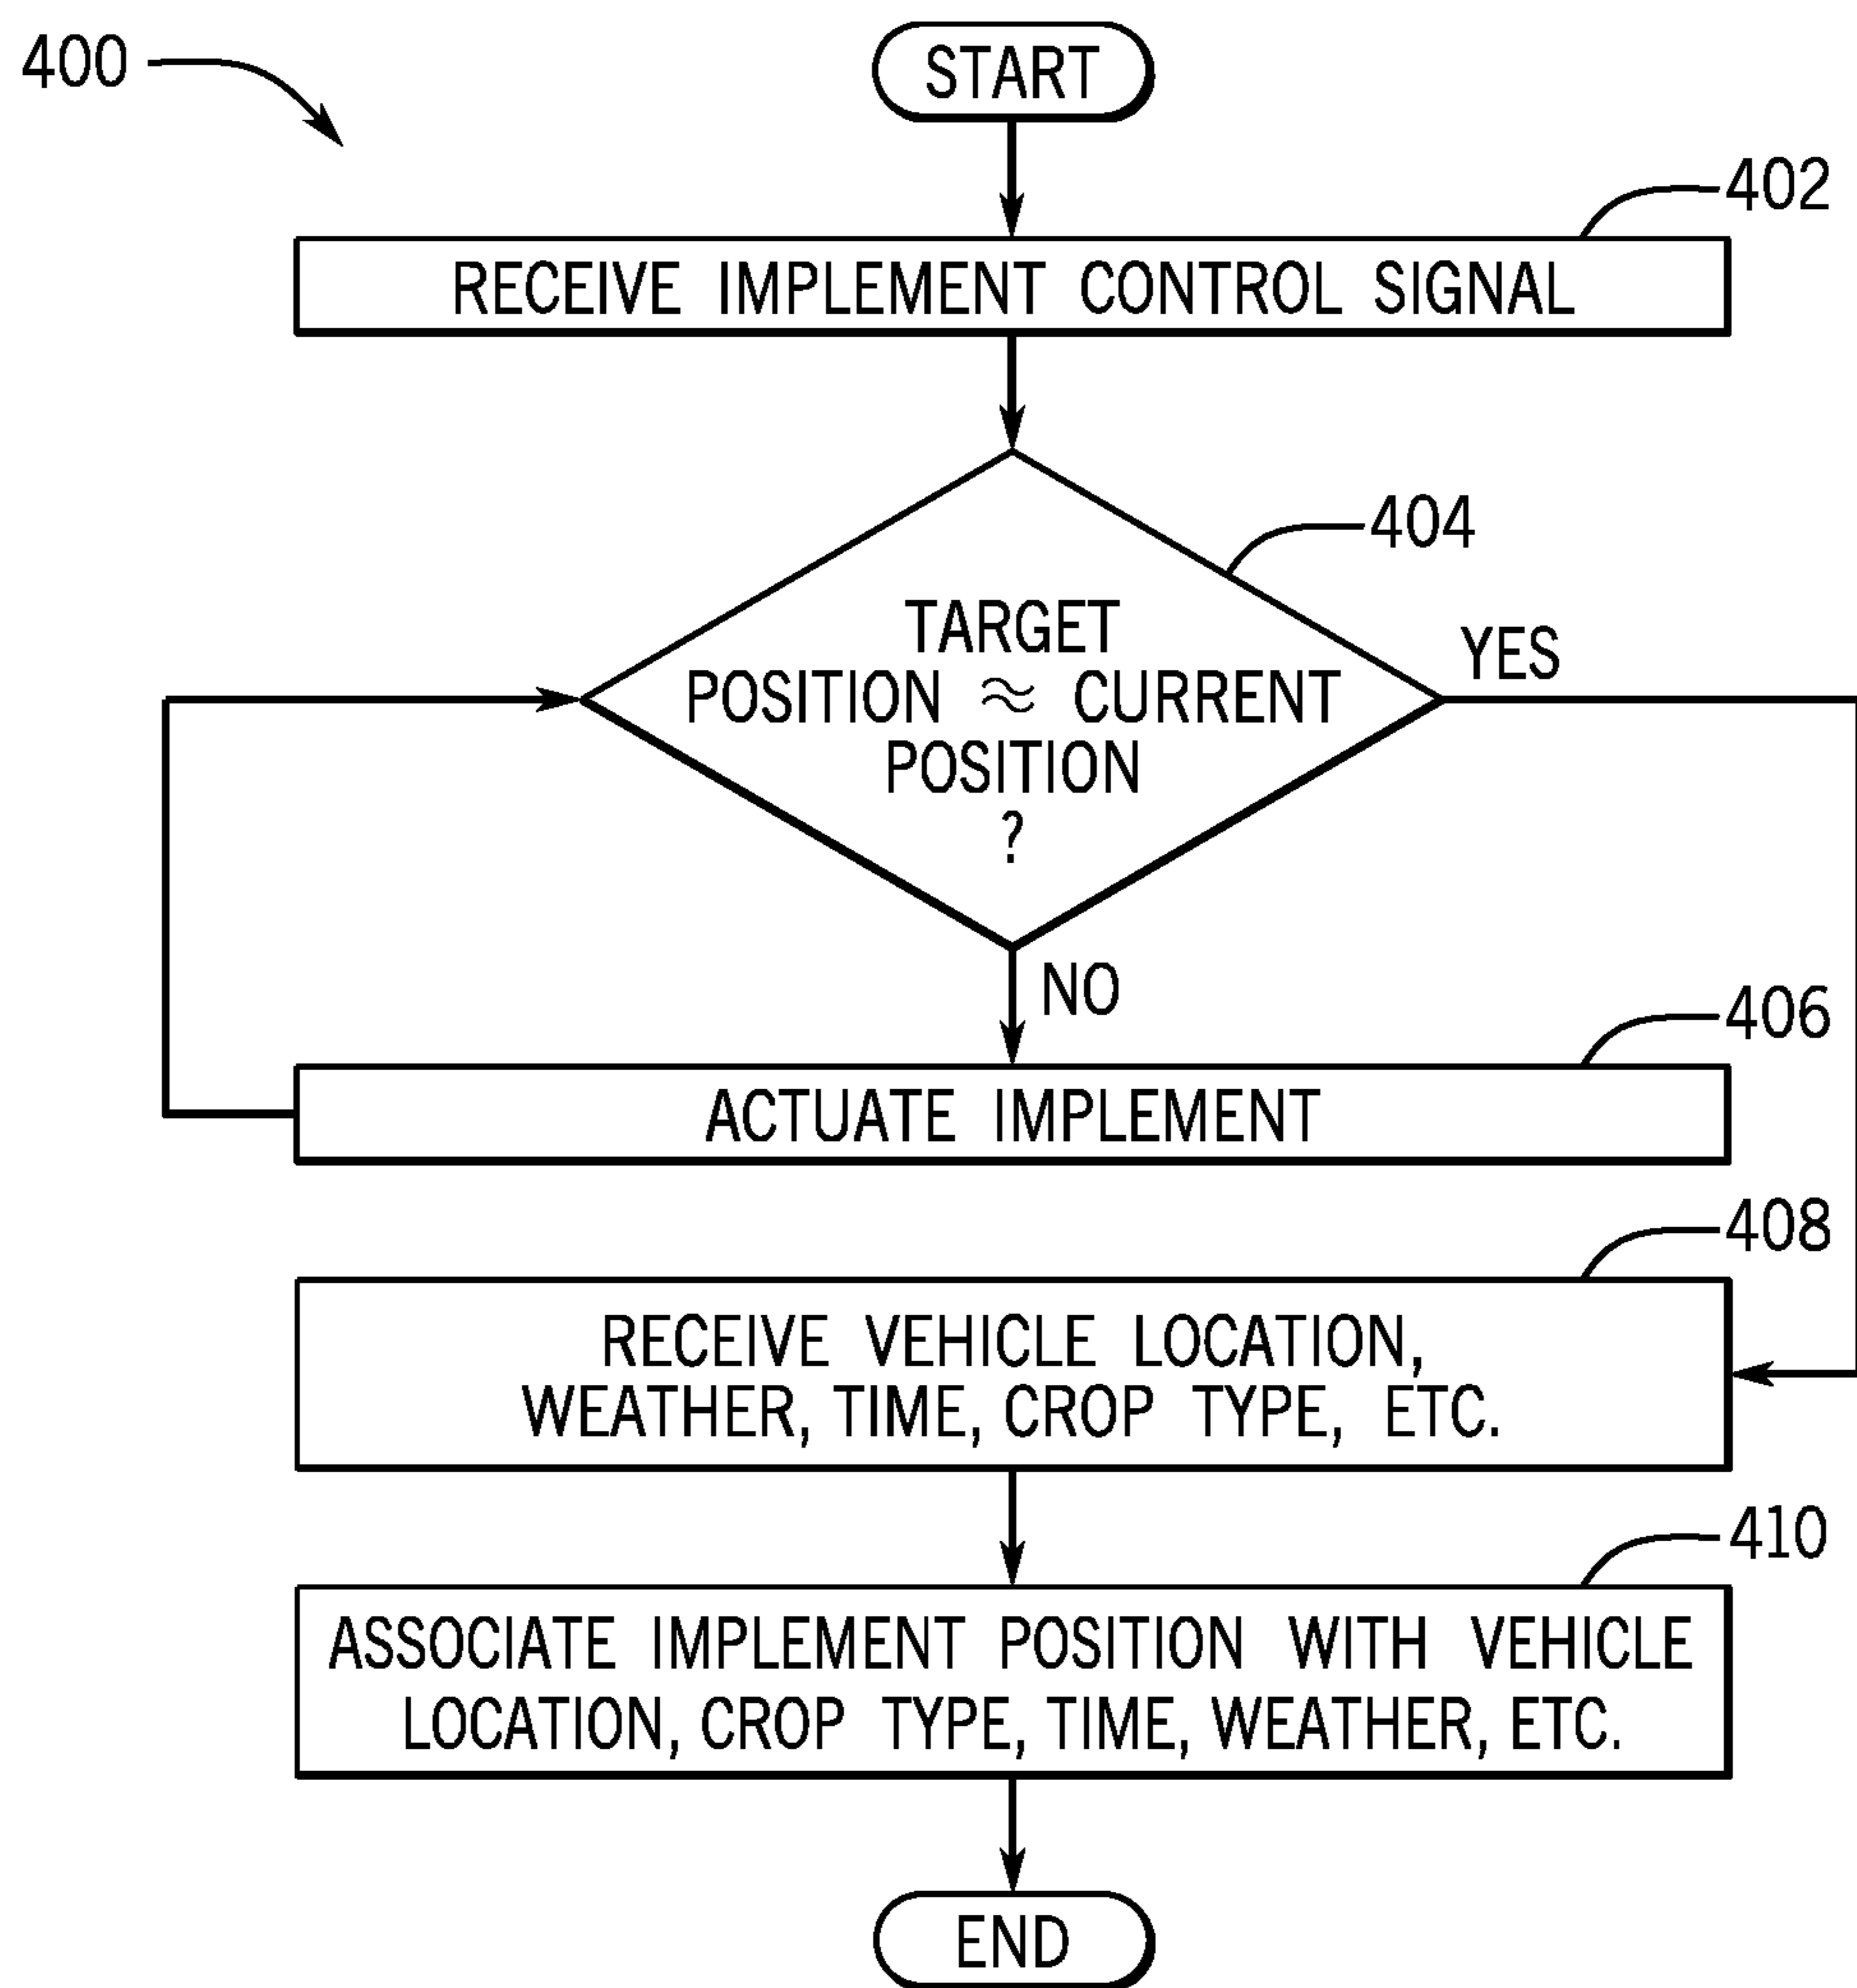 400
START
402
RECEIVE IMPLEMENT CONTROL SIGNAL
404
TARGET
POSITION ≈ CURRENT
POSITION
?
YES
NO
406
ACTUATE IMPLEMENT
408
RECEIVE VEHICLE LOCATION,
WEATHER, TIME, CROP TYPE, ETC.
410
ASSOCIATE IMPLEMENT POSITION WITH VEHICLE
LOCATION, CROP TYPE, TIME, WEATHER, ETC.
END